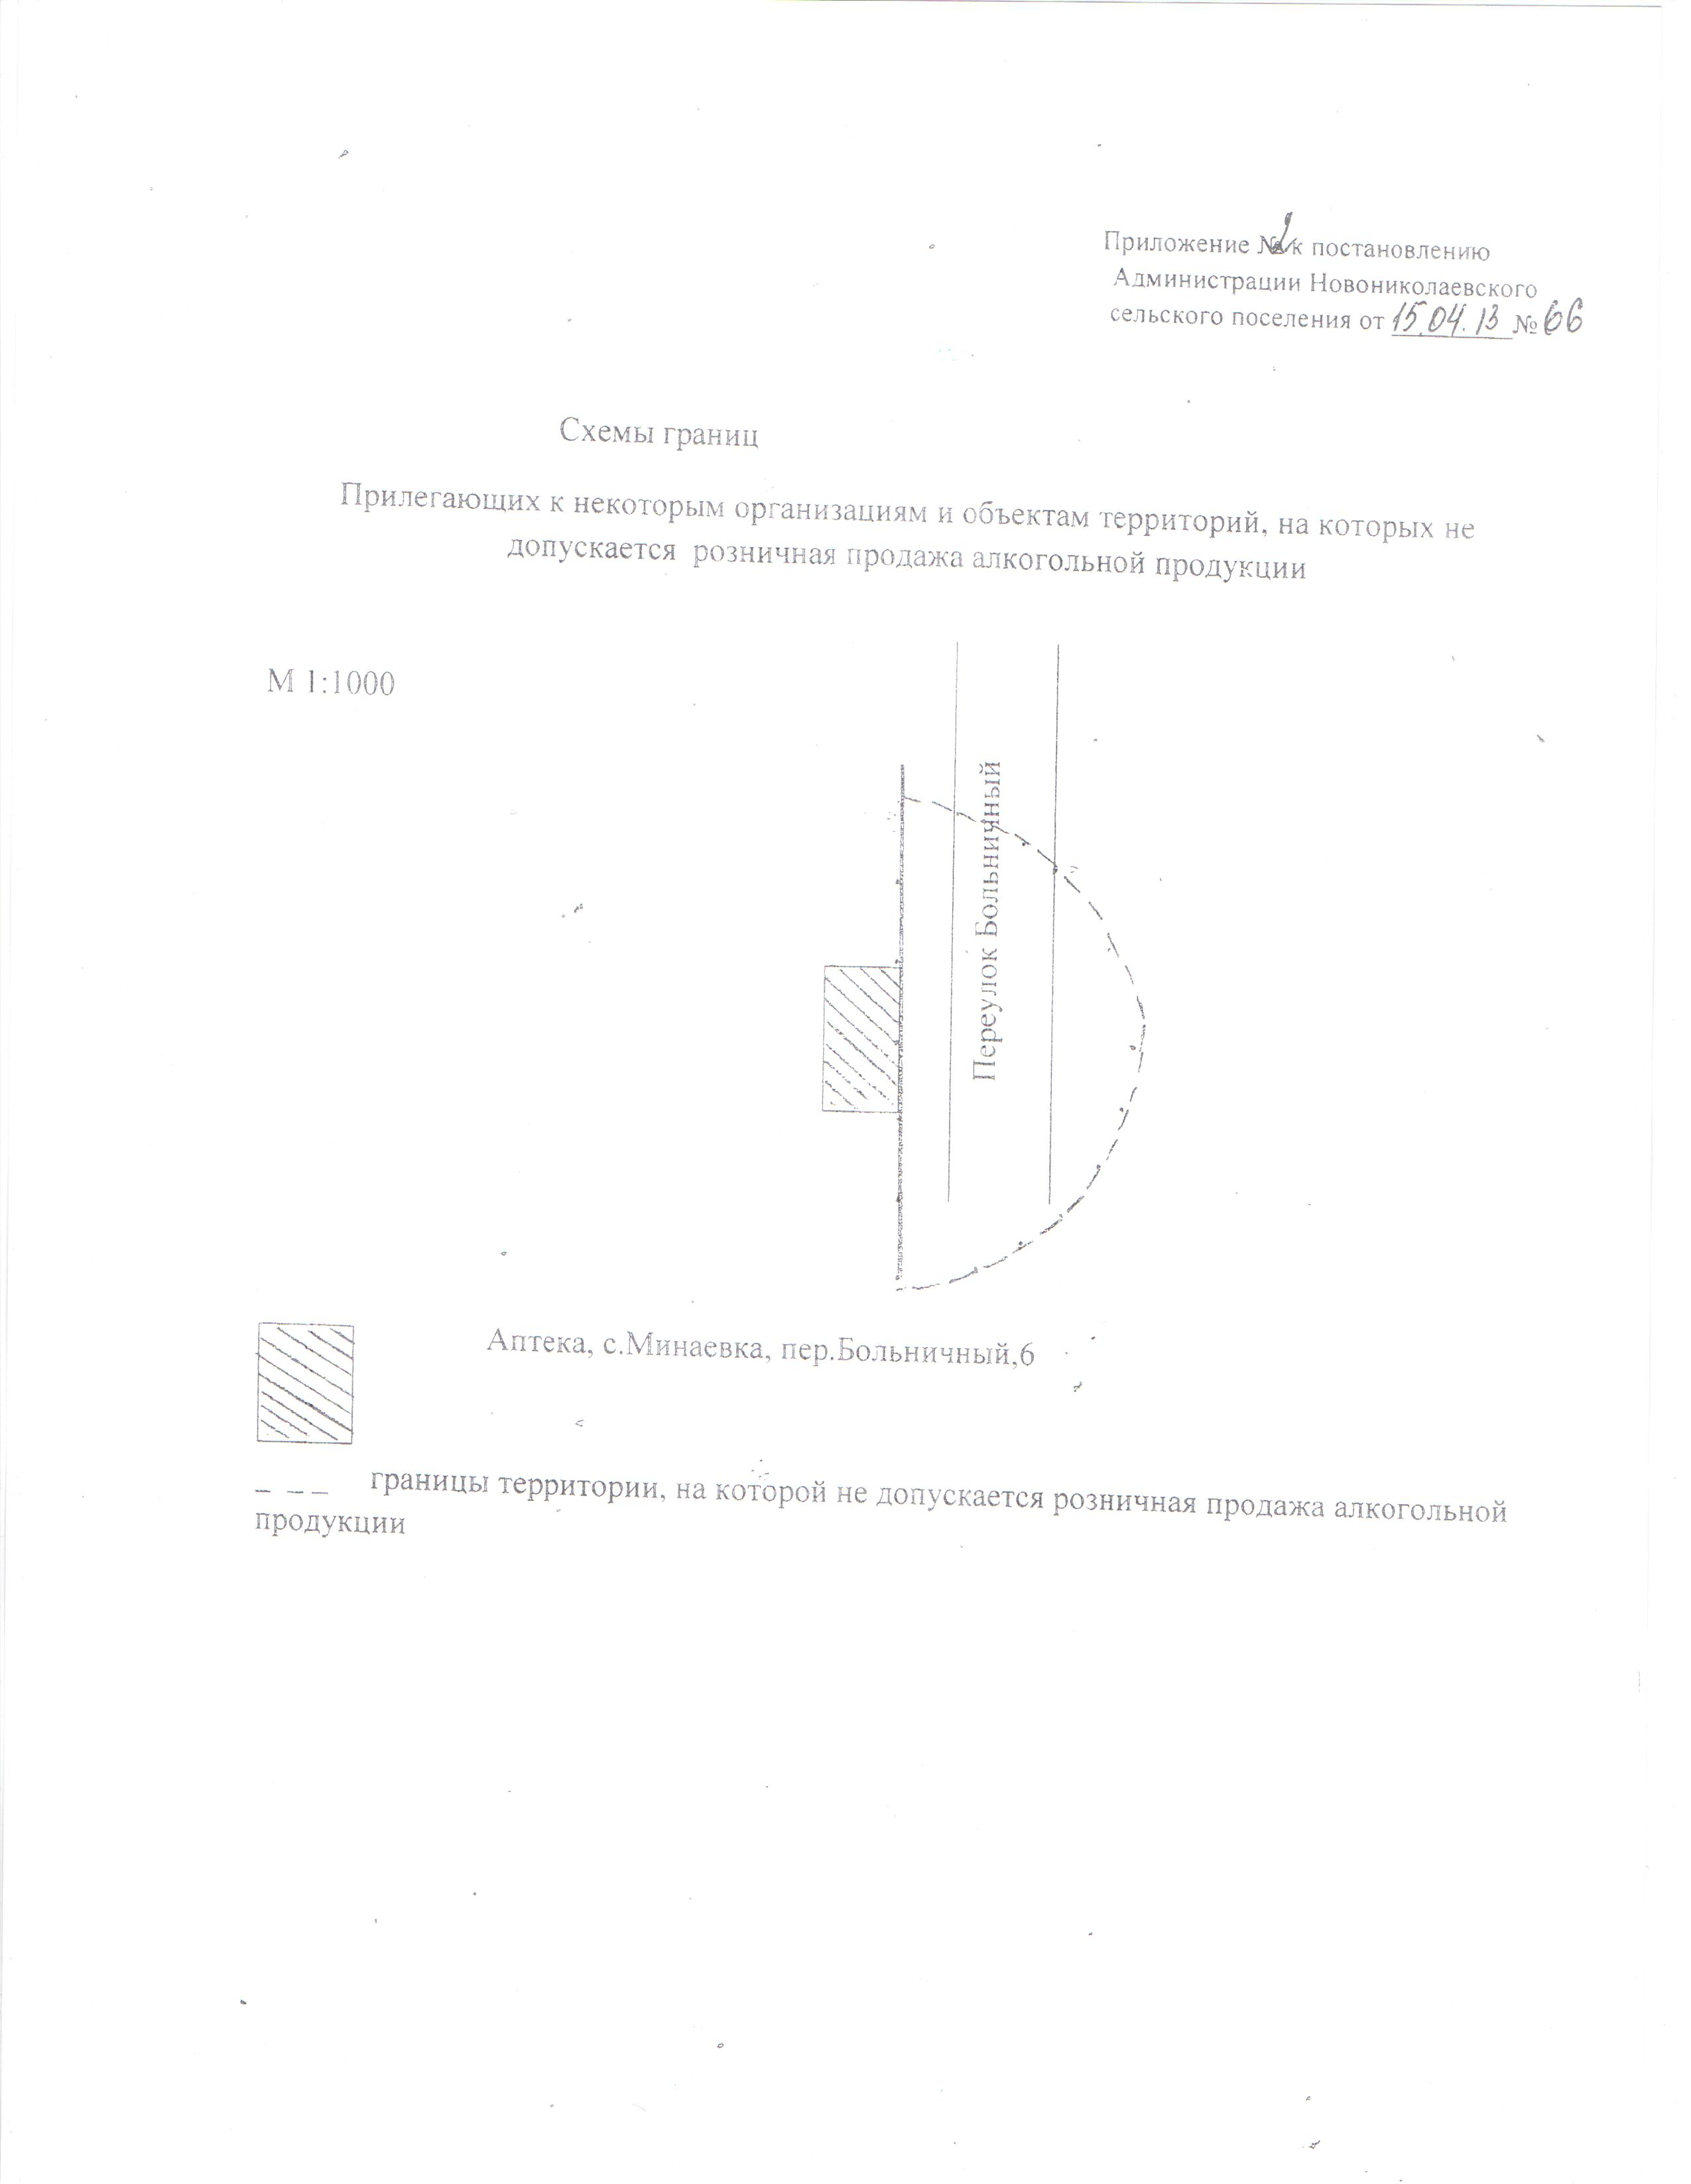 Приложение № 2 к постановлению
Администрации Новониколаевского
сельского поселения от 15.04.13 № 66
Схемы границ
Прилегающих к некоторым организациям и объектам территорий, на которых не
допускается розничная продажа алкогольной продукции
М 1:1000
Переулок Больничный
Аптека, с.Минаевка, пер.Больничный,6
границы территории, на которой не допускается розничная продажа алкогольной
продукции